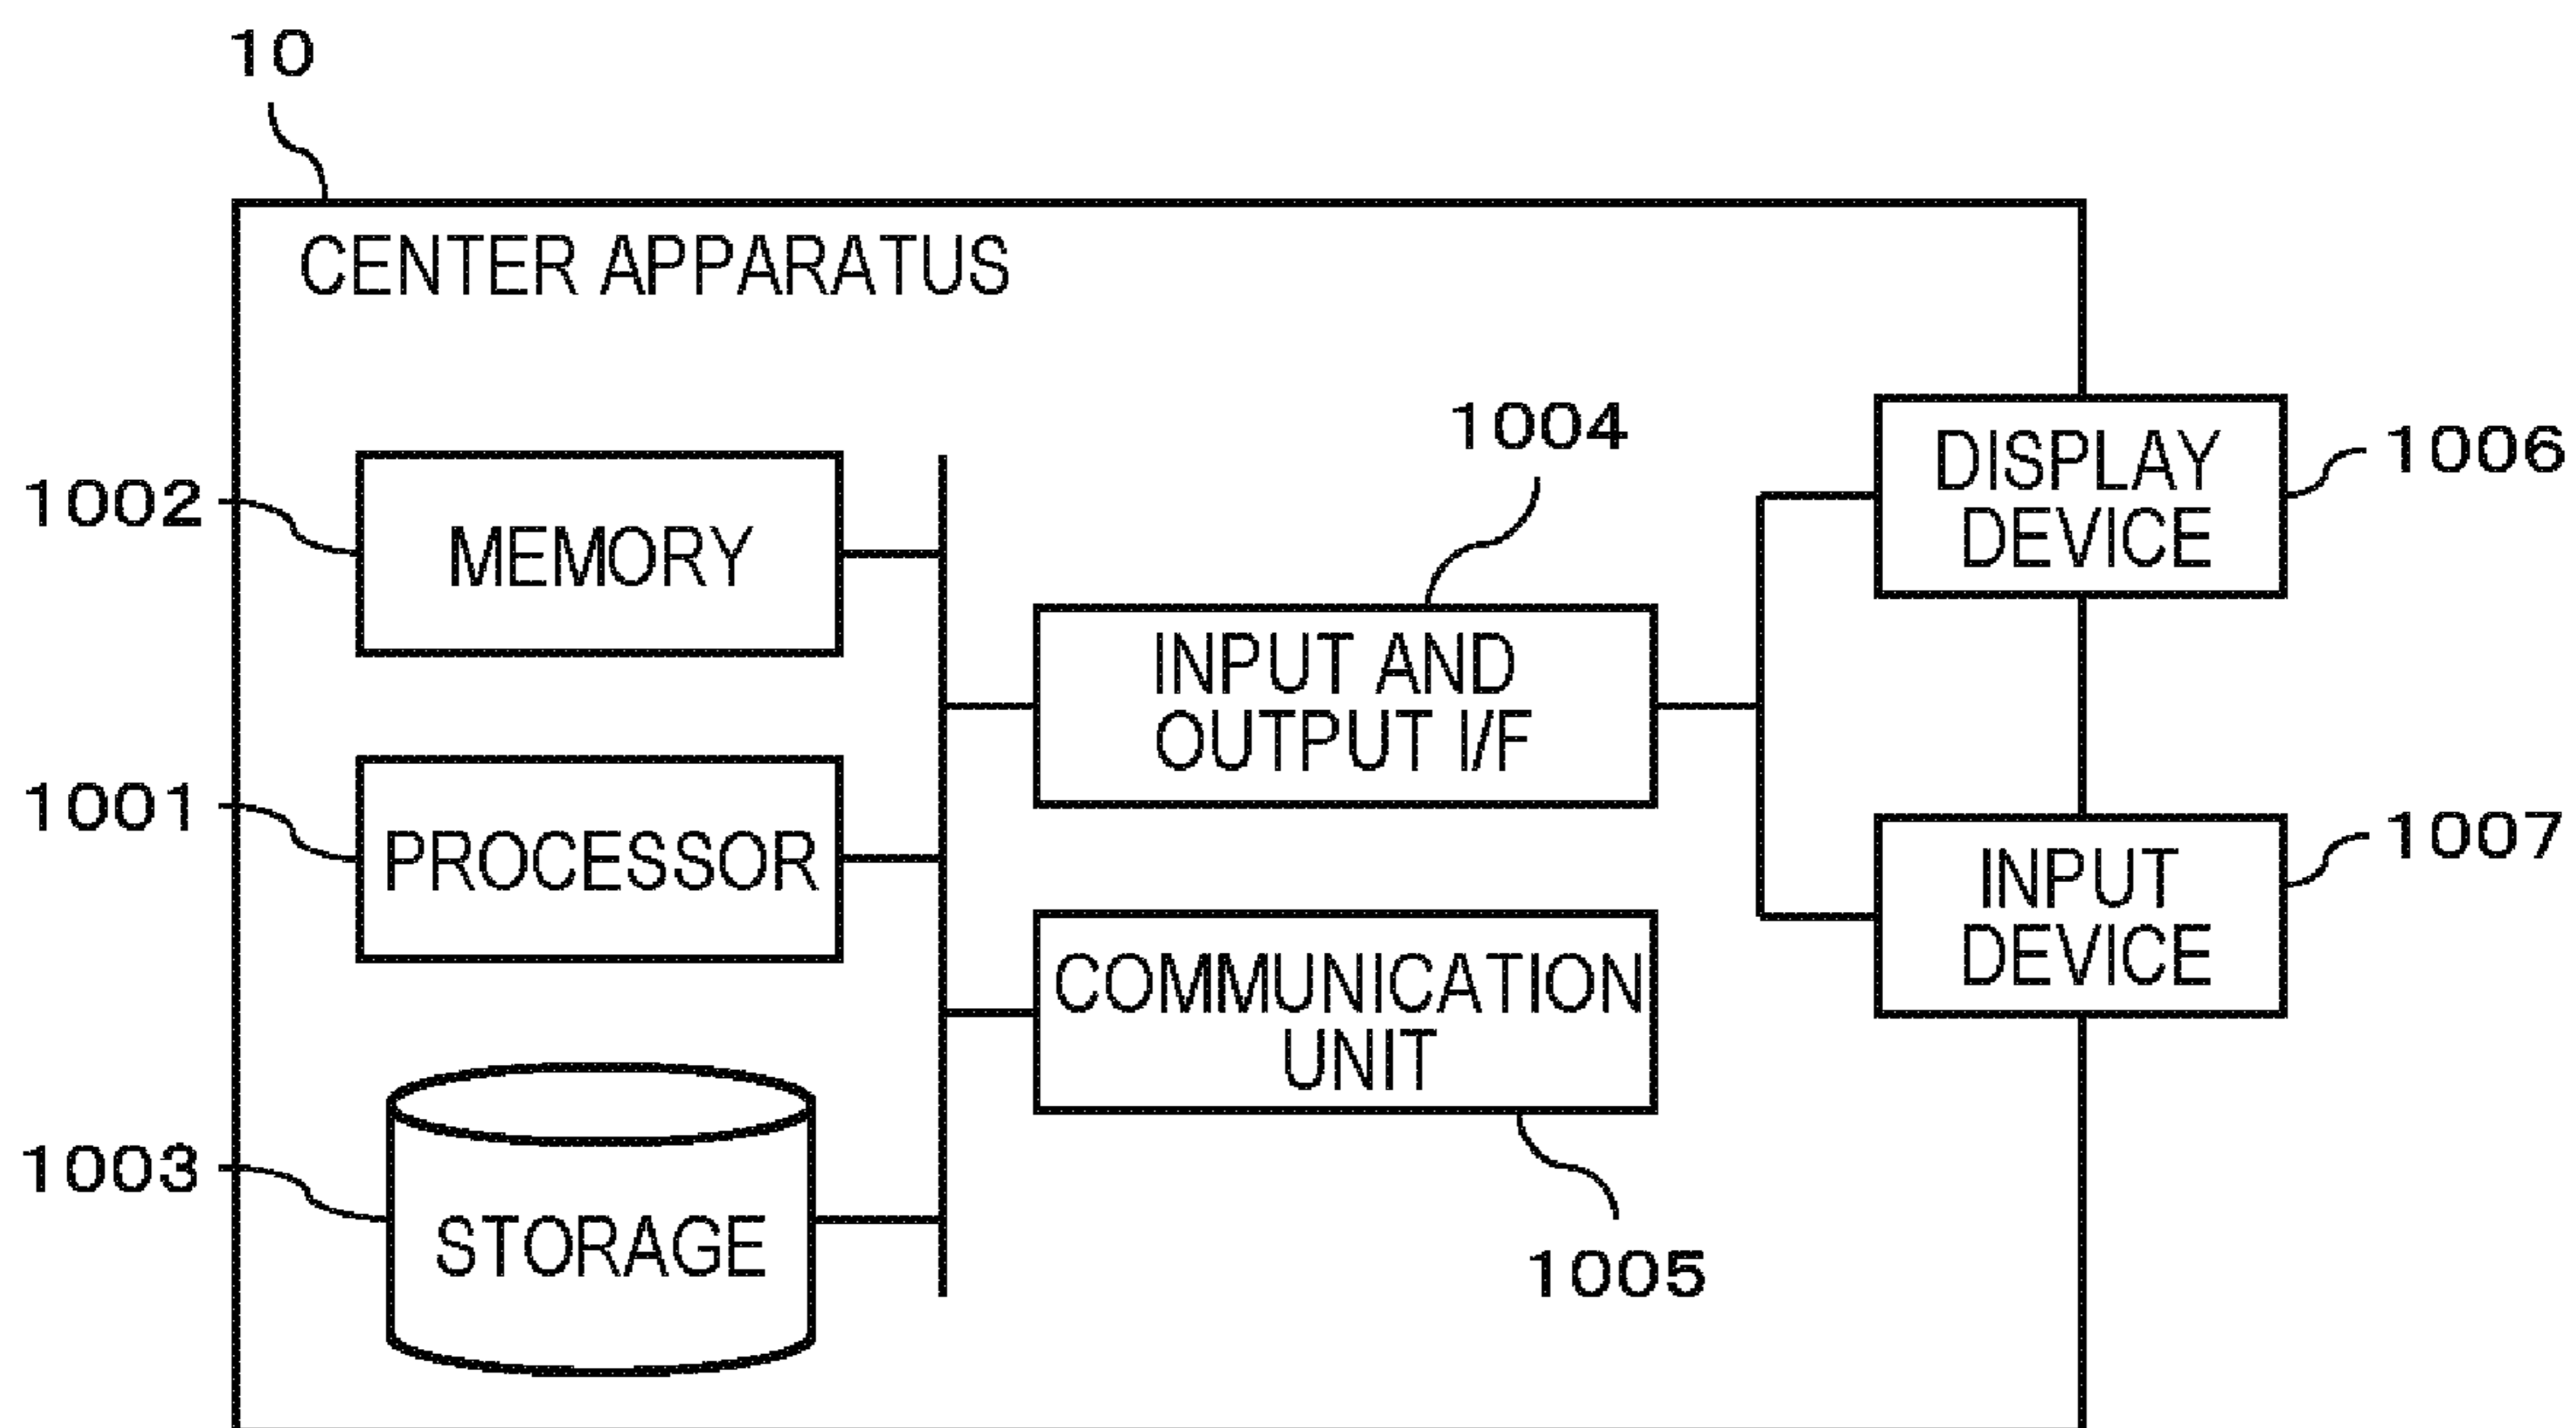 10
CENTER APPARATUS
1004
1006
DISPLAY
DEVICE
1002
MEMORY
INPUT AND
OUTPUT I/F
1001
PROCESSOR
1007
INPUT
DEVICE
COMMUNICATION
UNIT
1003
STORAGE
1005